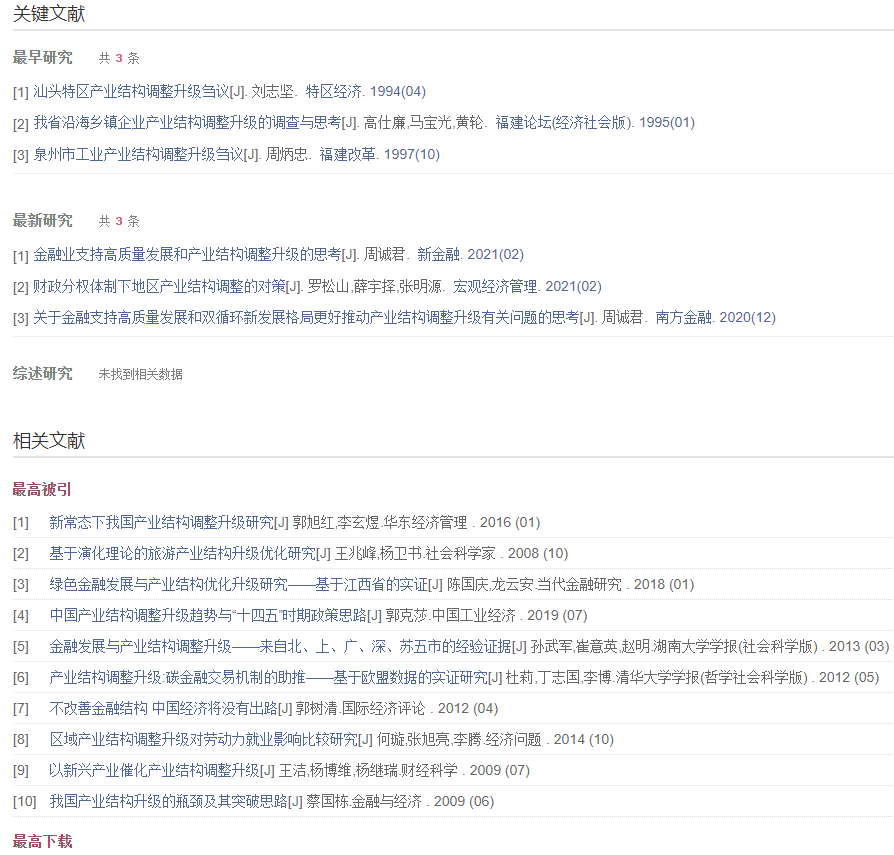 关键文献
最早研究 共 3 条
[1] 汕头特区产业结构调整升级刍议[J]. 刘志坚. 特区经济. 1994(04)
[2] 我省沿海乡镇企业产业结构调整升级的调查与思考[J]. 高仕廉,马宝光,黄轮. 福建论坛(经济社会版). 1995(01)
[3] 泉州市工业产业结构调整升级刍议[J]. 周炳忠. 福建改革. 1997(10)
最新研究 共 3 条
[1] 金融业支持高质量发展和产业结构调整升级的思考[J]. 周诚君. 新金融. 2021(02)
[2] 财政分权体制下地区产业结构调整的对策[J]. 罗松山,薛宇择,张明源. 宏观经济管理. 2021(02)
[3] 关于金融支持高质量发展和双循环新发展格局更好推动产业结构调整升级有关问题的思考[J]. 周诚君. 南方金融. 2020(12)
综述研究 未找到相关数据
相关文献
最高被引
[1] 新常态下我国产业结构调整升级研究[J] 郭旭红,李玄煜.华东经济管理 . 2016 (01)
[2] 基于演化理论的旅游产业结构升级优化研究[J] 王兆峰,杨卫书.社会科学家 . 2008 (10)
[3] 绿色金融发展与产业结构优化升级研究——基于江西省的实证[J] 陈国庆,龙云安.当代金融研究 . 2018 (01)
[4] 中国产业结构调整升级趋势与“十四五”时期政策思路[J] 郭克莎.中国工业经济 . 2019 (07)
[5] 金融发展与产业结构调整升级——来自北、上、广、深、苏五市的经验证据[J] 孙武军,崔意英,赵明.湖南大学学报(社会科学版) . 2013 (03)
[6] 产业结构调整升级:碳金融交易机制的助推——基于欧盟数据的实证研究[J] 杜莉,丁志国,李博.清华大学学报(哲学社会科学版) . 2012 (05)
[7] 不改善金融结构 中国经济将没有出路[J] 郭树清.国际经济评论 . 2012 (04)
[8] 区域产业结构调整升级对劳动力就业影响比较研究[J] 何璇,张旭亮,李腾.经济问题 . 2014 (10)
[9] 以新兴产业催化产业结构调整升级[J] 王洁,杨博维,杨继瑞.财经科学 . 2009 (07)
[10] 我国产业结构升级的瓶颈及其突破思路[J] 蔡国栋.金融与经济 . 2009 (06)
最高下载